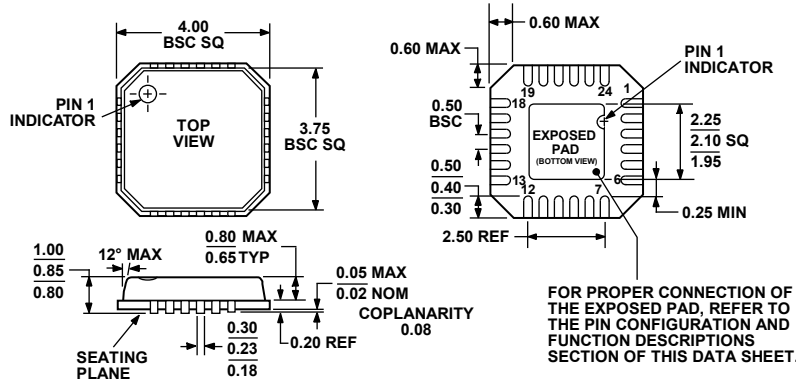 4.00
BSC SQ
PIN 1
INDICATOR
TOP
VIEW
3.75
BSC SQ
0.60 MAX
0.60 MAX
PIN 1
INDICATOR
19
24
1
18
0.50
BSC
EXPOSED
PAD
(BOTTOM VIEW)
2.25
2.10 SQ
1.95
0.50
0.40
0.30
13
12
7
6
0.25 MIN
2.50 REF
1.00
0.85
0.80
12° MAX
0.80 MAX
0.65 TYP
0.05 MAX
0.02 NOM
COPLANARITY
0.08
0.30
0.23
0.18
0.20 REF
SEATING
PLANE
FOR PROPER CONNECTION OF
THE EXPOSED PAD, REFER TO
THE PIN CONFIGURATION AND
FUNCTION DESCRIPTIONS
SECTION OF THIS DATA SHEET.